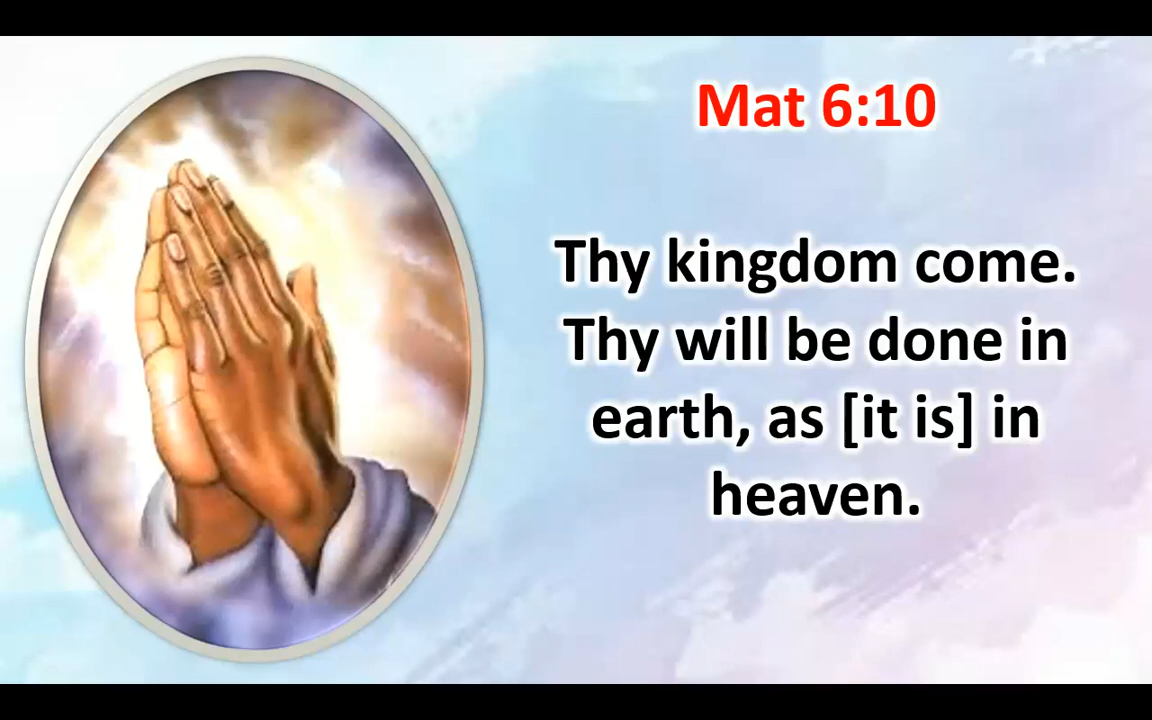 Mat 6:10
Thy kingdom come.
Thy will be done in
earth, as [it is] in
heaven.